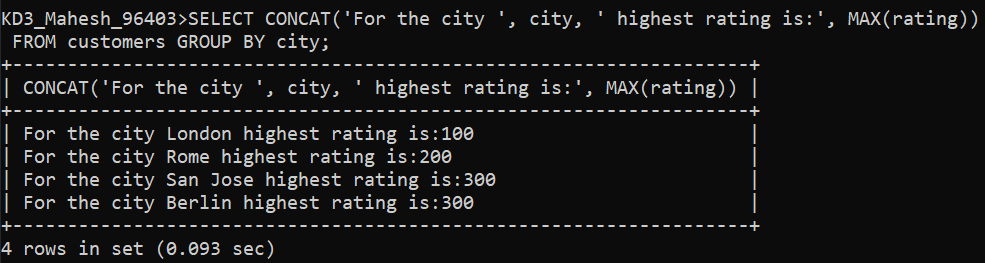 KD3_Mahesh_96403>SELECT CONCAT('For the city ', city, ' highest rating is:', MAX(rating))
 FROM customers GROUP BY city;
+------------------------------------------------------------------+
| CONCAT('For the city ', city, ' highest rating is:', MAX(rating)) |
+------------------------------------------------------------------+
| For the city London highest rating is:100                         |
| For the city Rome highest rating is:200                           |
| For the city San Jose highest rating is:300                       |
| For the city Berlin highest rating is:300                         |
+------------------------------------------------------------------+
4 rows in set (0.093 sec)